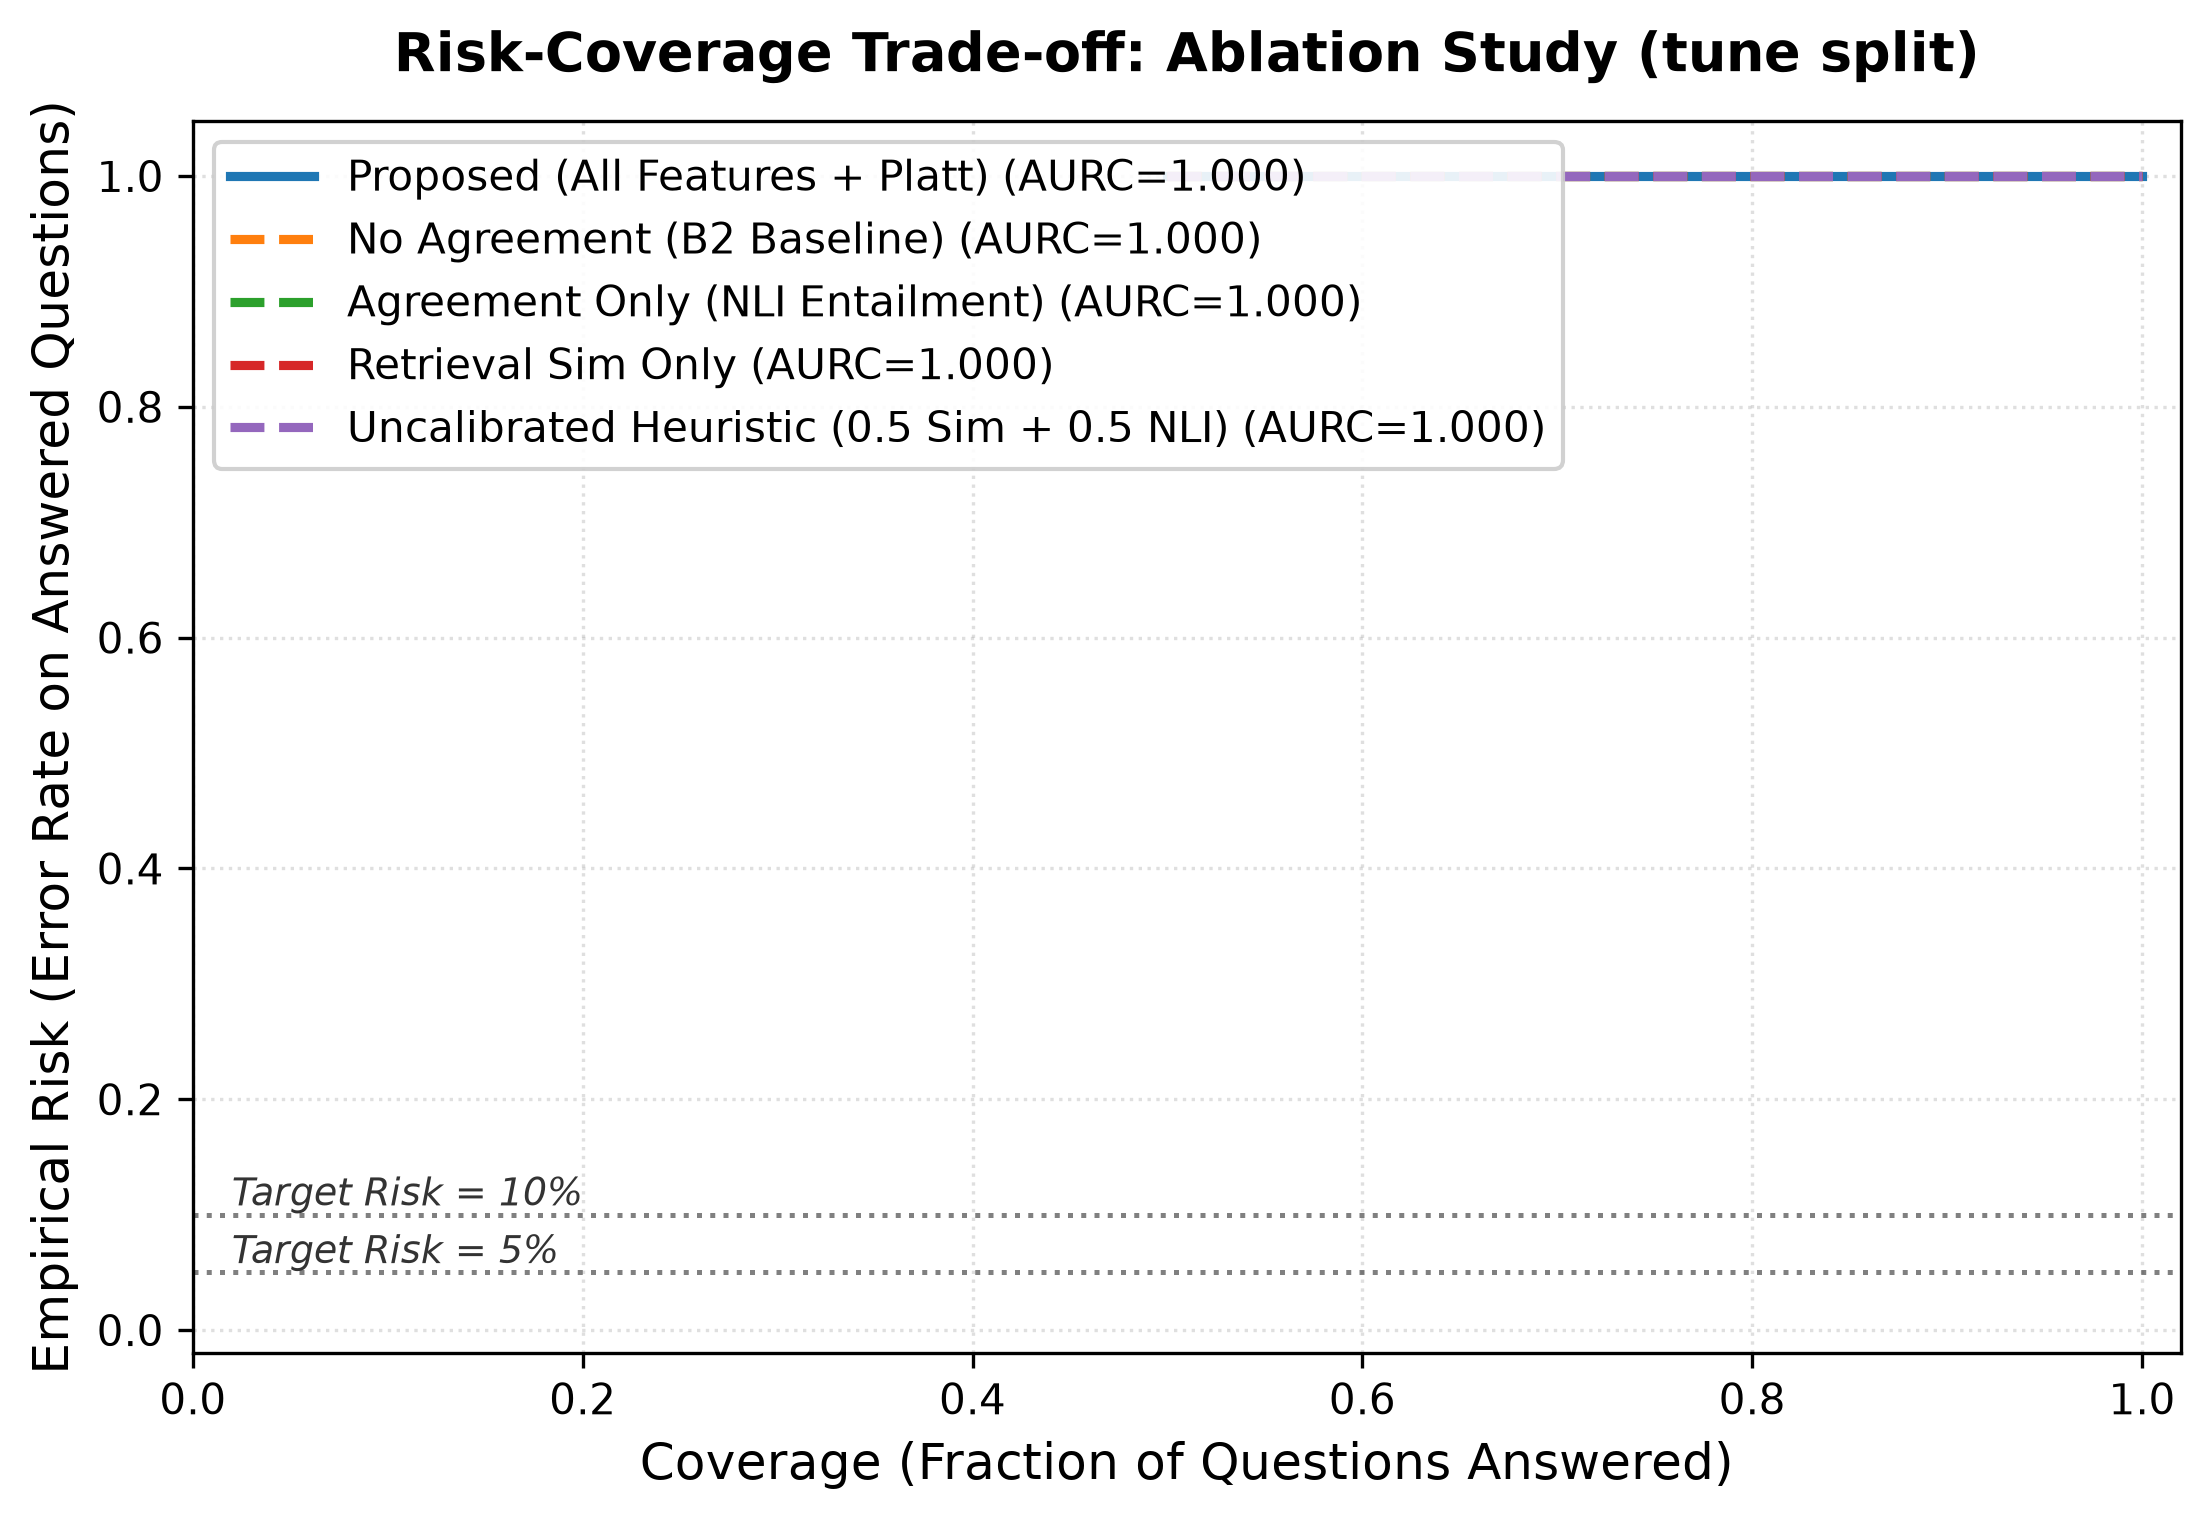 Risk-Coverage Trade-off: Ablation Study (tune split)
Empirical Risk (Error Rate on Answered Questions)
1.0
0.8
0.6
0.4
0.2
0.0
Proposed (All Features + Platt) (AURC=1.000)
No Agreement (B2 Baseline) (AURC=1.000)
Agreement Only (NLI Entailment) (AURC=1.000)
Retrieval Sim Only (AURC=1.000)
Uncalibrated Heuristic (0.5 Sim + 0.5 NLI) (AURC=1.000)
Target Risk = 10%
Target Risk = 5%
0.0 0.2 0.4 0.6 0.8 1.0
Coverage (Fraction of Questions Answered)